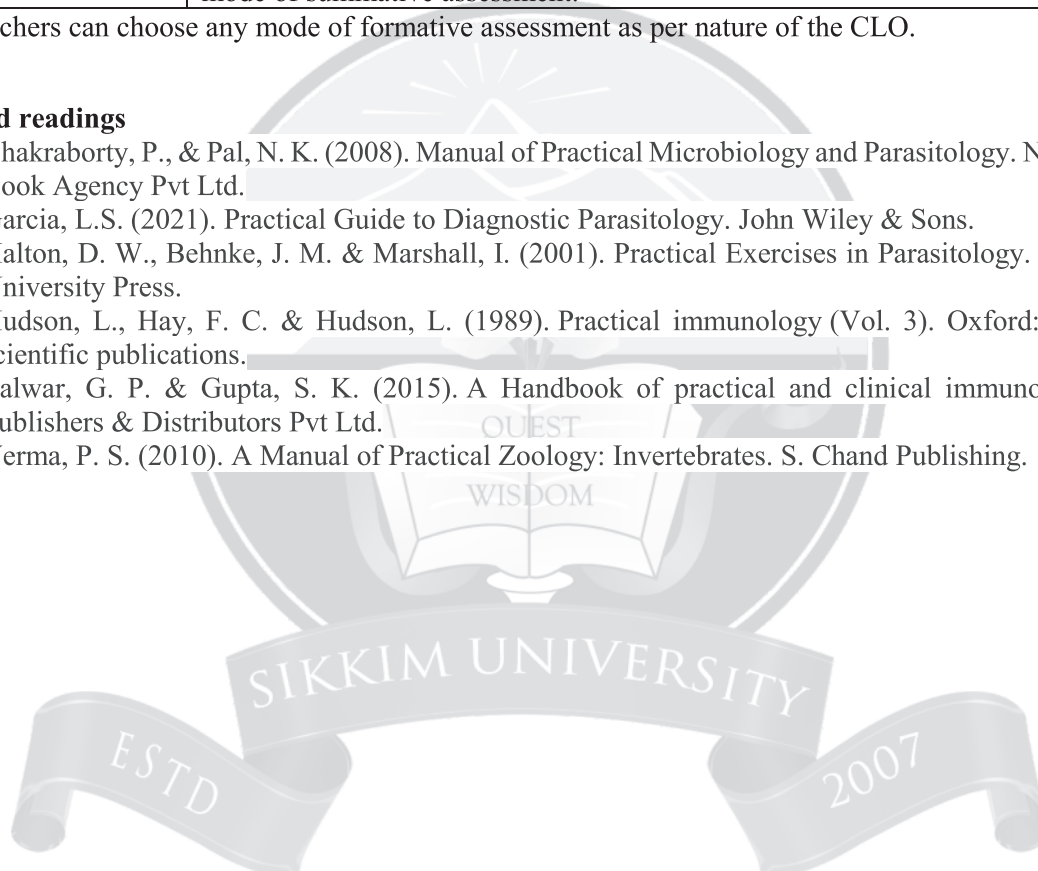 mode of summative assessment.
chers can choose any mode of formative assessment as per nature of the CLO.
d readings
hakraborty, P., & Pal, N. K. (2008). Manual of Practical Microbiology and Parasitology. N
ook Agency Pvt Ltd.
arcia, L.S. (2021). Practical Guide to Diagnostic Parasitology. John Wiley & Sons.
alton, D. W., Behnke, J. M. & Marshall, I. (2001). Practical Exercises in Parasitology.
niversity Press.
udson, L., Hay, F. C. & Hudson, L. (1989). Practical immunology (Vol. 3). Oxford:
cientific publications.
alwar, G. P. & Gupta, S. K. (2015). A Handbook of practical and clinical immuno
ublishers & Distributors Pvt Ltd.
QUEST
erma, P. S. (2010). A Manual of Practical Zoology: Invertebrates. S. Chand Publishing.
WISDOM
SIKKIM UNIVERSITY
ESTD
2007